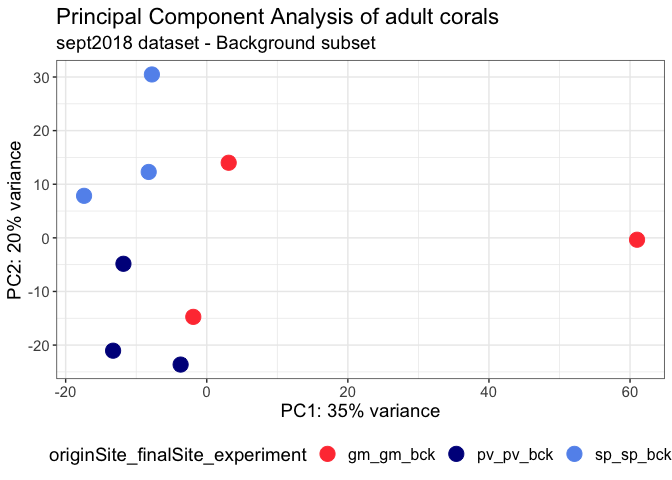 Principal Component Analysis of adult corals
sept2018 dataset - Background subset
PC2: 20% variance
30
20
10
0
-10
-20
-20
0
20
40
60
PC1: 35% variance
originSite_finalSite_experiment
gm_gm_bck
pv_pv_bck
sp_sp_bck